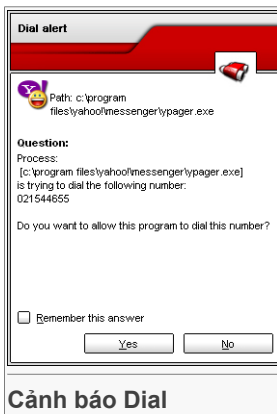 Dial alert
Path: c:\program
files\yahoo!\messenger\ypager.exe
Question:
Process:
[c:\program files\yahoo!\messenger\ypager.exe]
is trying to dial the following number:
021544655
Do you want to allow this program to dial this number?
Remember this answer
Yes
No
Cảnh báo Dial